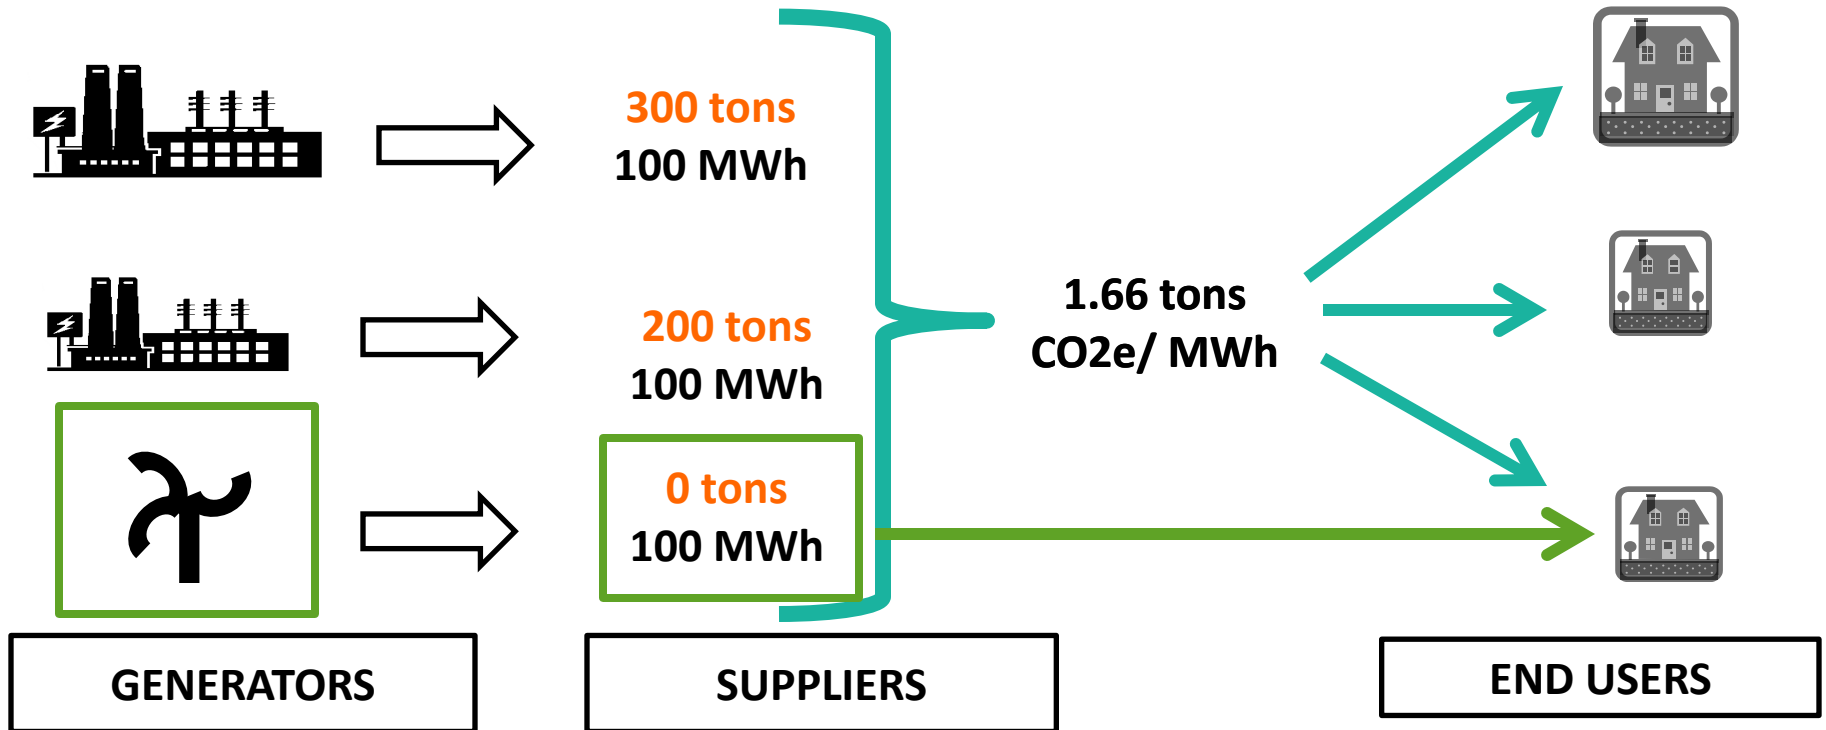 300 tons
100 MWh
200 tons
100 MWh
0 tons
100 MWh
1.66 tons
CO2e/ MWh
GENERATORS
SUPPLIERS
END USERS